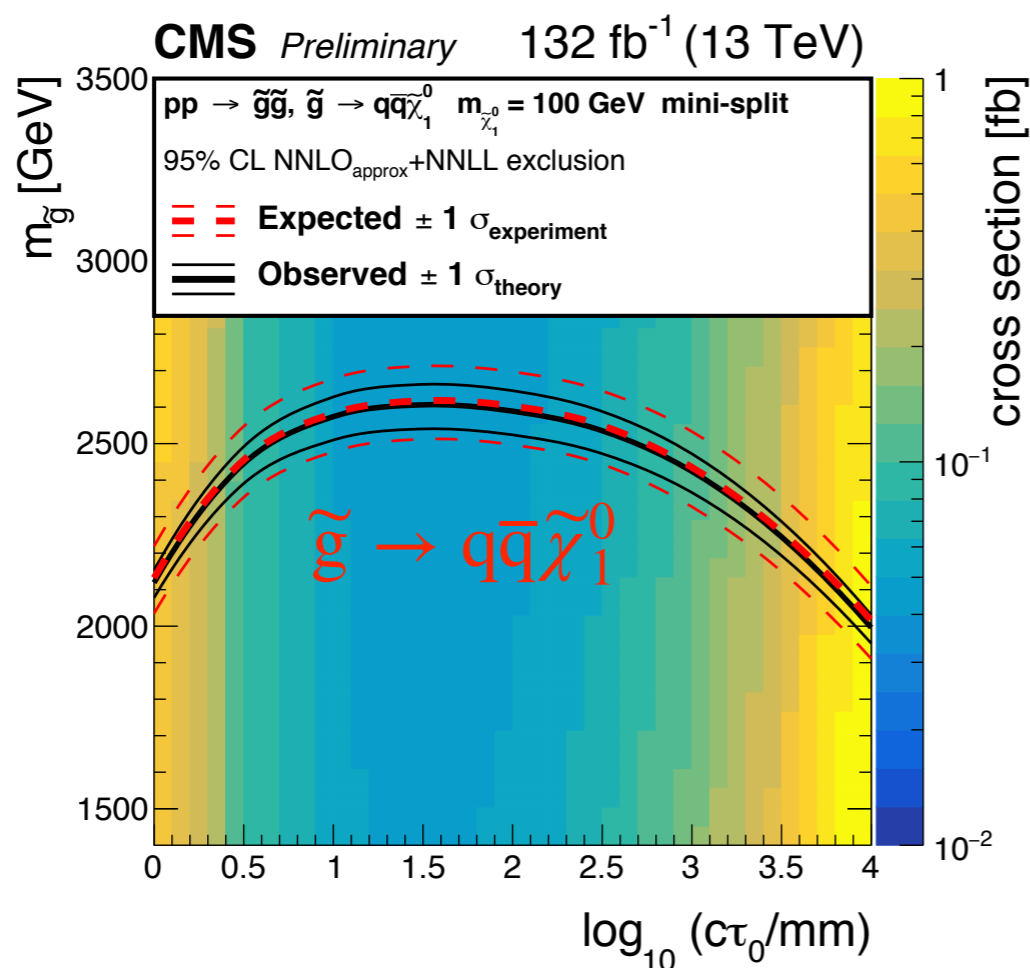 CMS Preliminary 132 fb⁻¹ (13 TeV)
pp → g̃g̃, g̃ → qq̅χ̃⁰₁ m_χ̃⁰₁ = 100 GeV mini-split
95% CL NNLO_approx+NNLL exclusion
Expected ± 1 σ_experiment
Observed ± 1 σ_theory
m_g̃ [GeV]
3500
3000
2500
2000
1500
g̃ → qq̅χ̃⁰₁
0 0.5 1 1.5 2 2.5 3 3.5 4
log₁₀ (cτ₀/mm)
1
10⁻¹
10⁻²
cross section [fb]